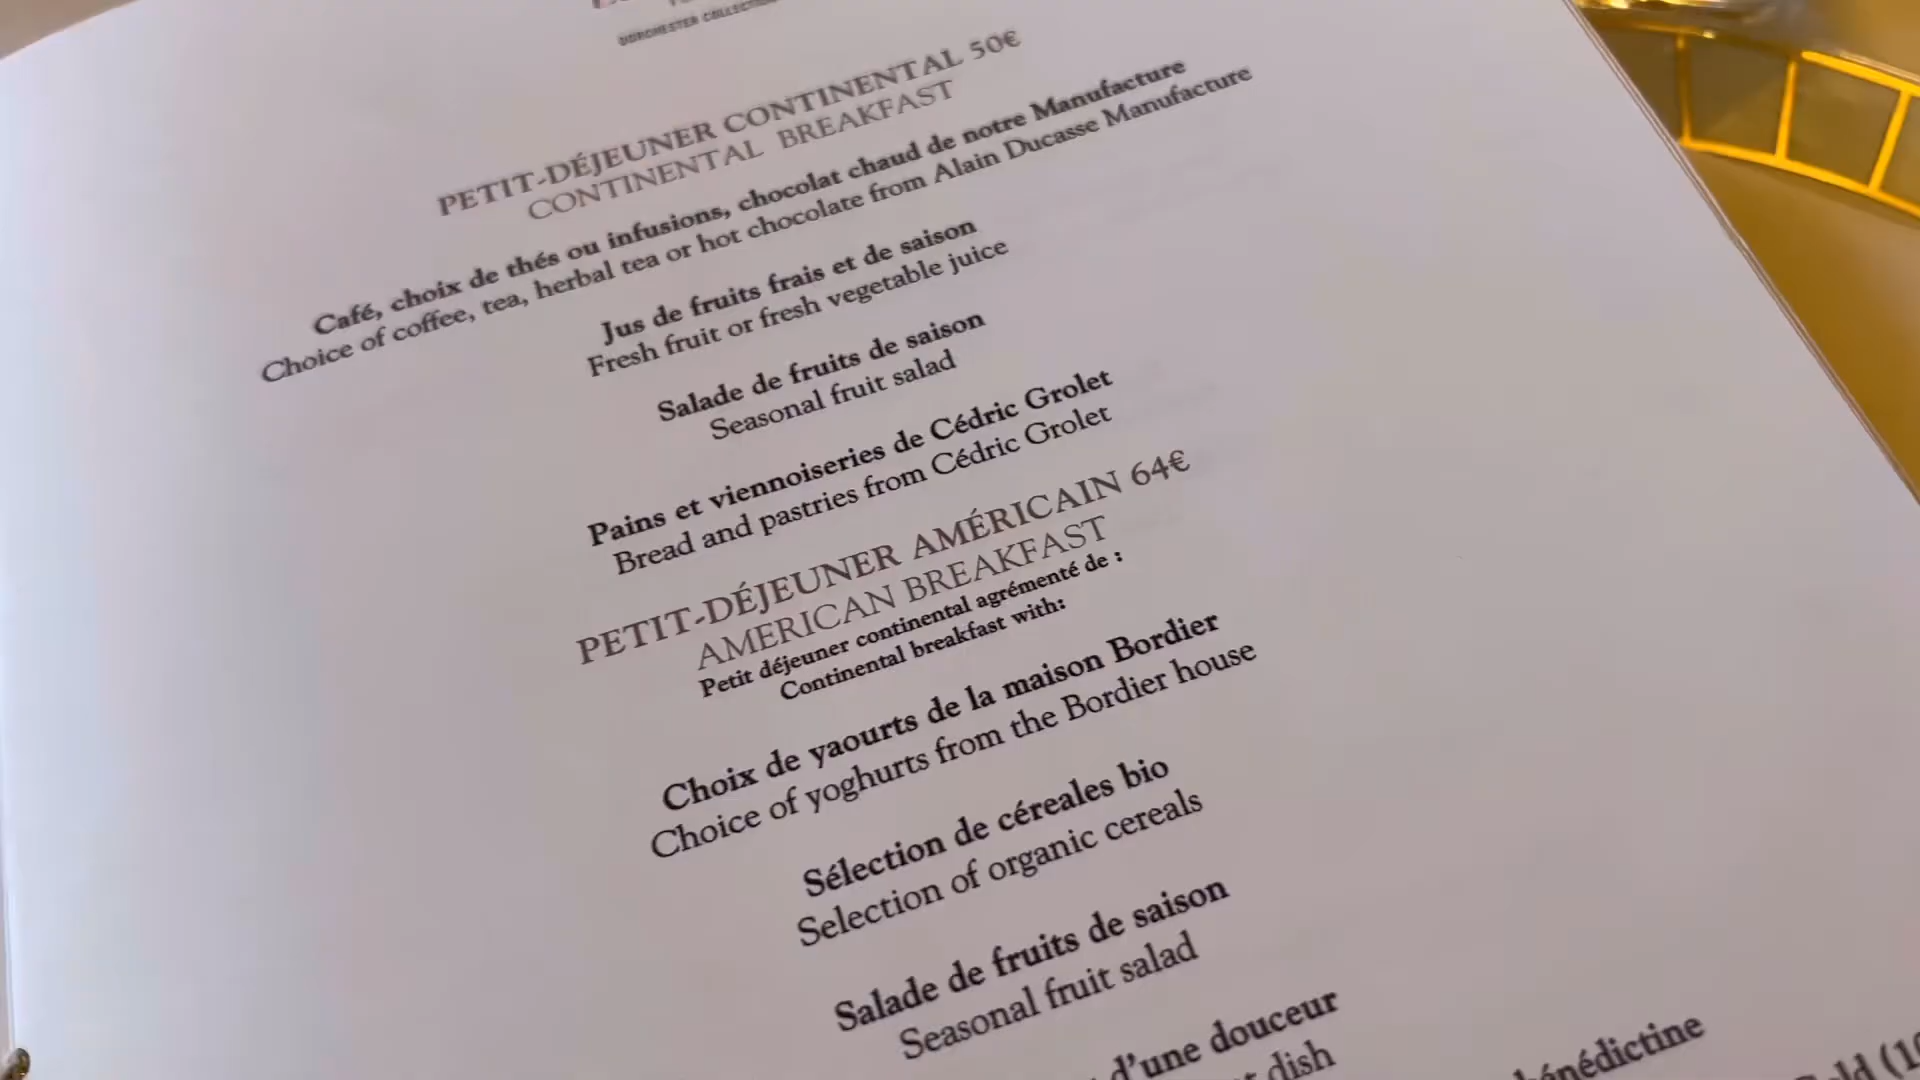 DORCHESTER COLLECTION
PETIT-DÉJEUNER CONTINENTAL 50€
CONTINENTAL BREAKFAST
Café, choix de thés ou infusions, chocolat chaud de notre Manufacture
Choice of coffee, tea, herbal tea or hot chocolate from Alain Ducasse Manufacture
Jus de fruits frais et de saison
Fresh fruit or fresh vegetable juice
Salade de fruits de saison
Seasonal fruit salad
Pains et viennoiseries de Cédric Grolet
Bread and pastries from Cédric Grolet
PETIT-DÉJEUNER AMÉRICAIN 64€
AMERICAN BREAKFAST
Petit déjeuner continental agrémenté de :
Continental breakfast with:
Choix de yaourts de la maison Bordier
Choice of yoghurts from the Bordier house
Sélection de céreales bio
Selection of organic cereals
Salade de fruits de saison
Seasonal fruit salad
d'une douceur
dish
bénédictine